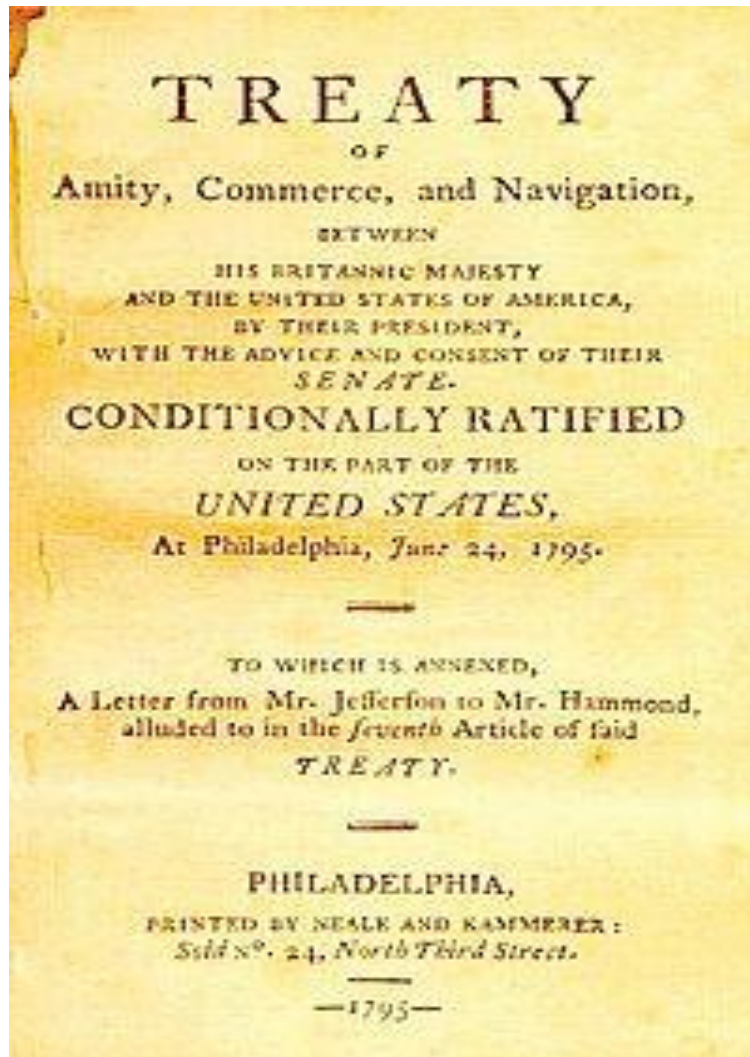 TREATY
OF
Amity, Commerce, and Navigation,
BETWEEN
HIS BRITANNIC MAJESTY
AND THE UNITED STATES OF AMERICA,
BY THEIR PRESIDENT,
WITH THE ADVICE AND CONSENT OF THEIR
SENATE.
CONDITIONALLY RATIFIED
ON THE PART OF THE
UNITED STATES,
At Philadelphia, June 24, 1795.
TO WHICH IS ANNEXED,
A Letter from Mr. Jefferſon to Mr. Hammond,
alluded to in the ſeventh Article of ſaid
TREATY.
PHILADELPHIA,
PRINTED BY NEALE AND KAMMERER:
Sold Nº. 24, North Third Street.
—1795—